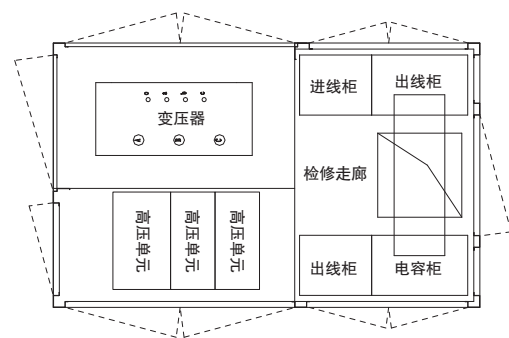 进线柜 出线柜
变压器
检修走廊
高压单元 高压单元 高压单元
出线柜 电容柜